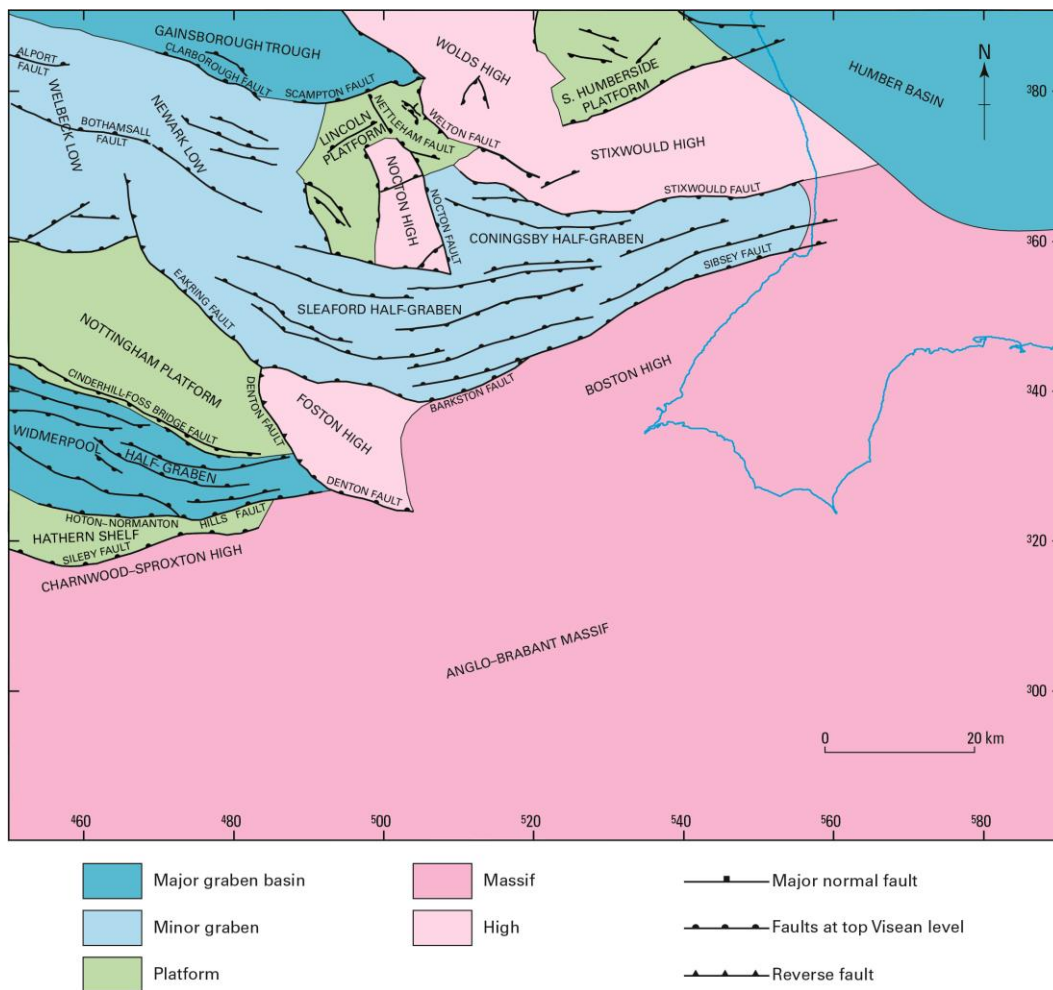 GAINSBOROUGH TROUGH
WOLDS HIGH
ALPORT
FAULT
CLARBOROUGH FAULT
SCAMPTON FAULT
S. HUMBERSIDE
PLATFORM
HUMBER BASIN
N
380
WELBECK LOW
BOTHAMSALL
FAULT
NEWARK LOW
LINCOLN
PLATFORM
NETTLEHAM FAULT
WELTON FAULT
NOCTON HIGH
NOCTON FAULT
STIXWOULD HIGH
STIXWOULD FAULT
CONINGSBY HALF-GRABEN
360
SIBSEY FAULT
EAKRING FAULT
SLEAFORD HALF-GRABEN
NOTTINGHAM PLATFORM
BOSTON HIGH
340
CINDERHILL-FOSS BRIDGE FAULT
DENTON FAULT
FOSTON HIGH
BARKSTON FAULT
WIDMERPOOL
HALF-GRABEN
DENTON FAULT
HOTON–NORMANTON HILLS FAULT
HATHERN SHELF
SILEBY FAULT
320
CHARNWOOD–SPROXTON HIGH
ANGLO–BRABANT MASSIF
300
0 20 km
460 480 500 520 540 560 580
Major graben basin
Massif
Major normal fault
Minor graben
High
Faults at top Visean level
Platform
Reverse fault